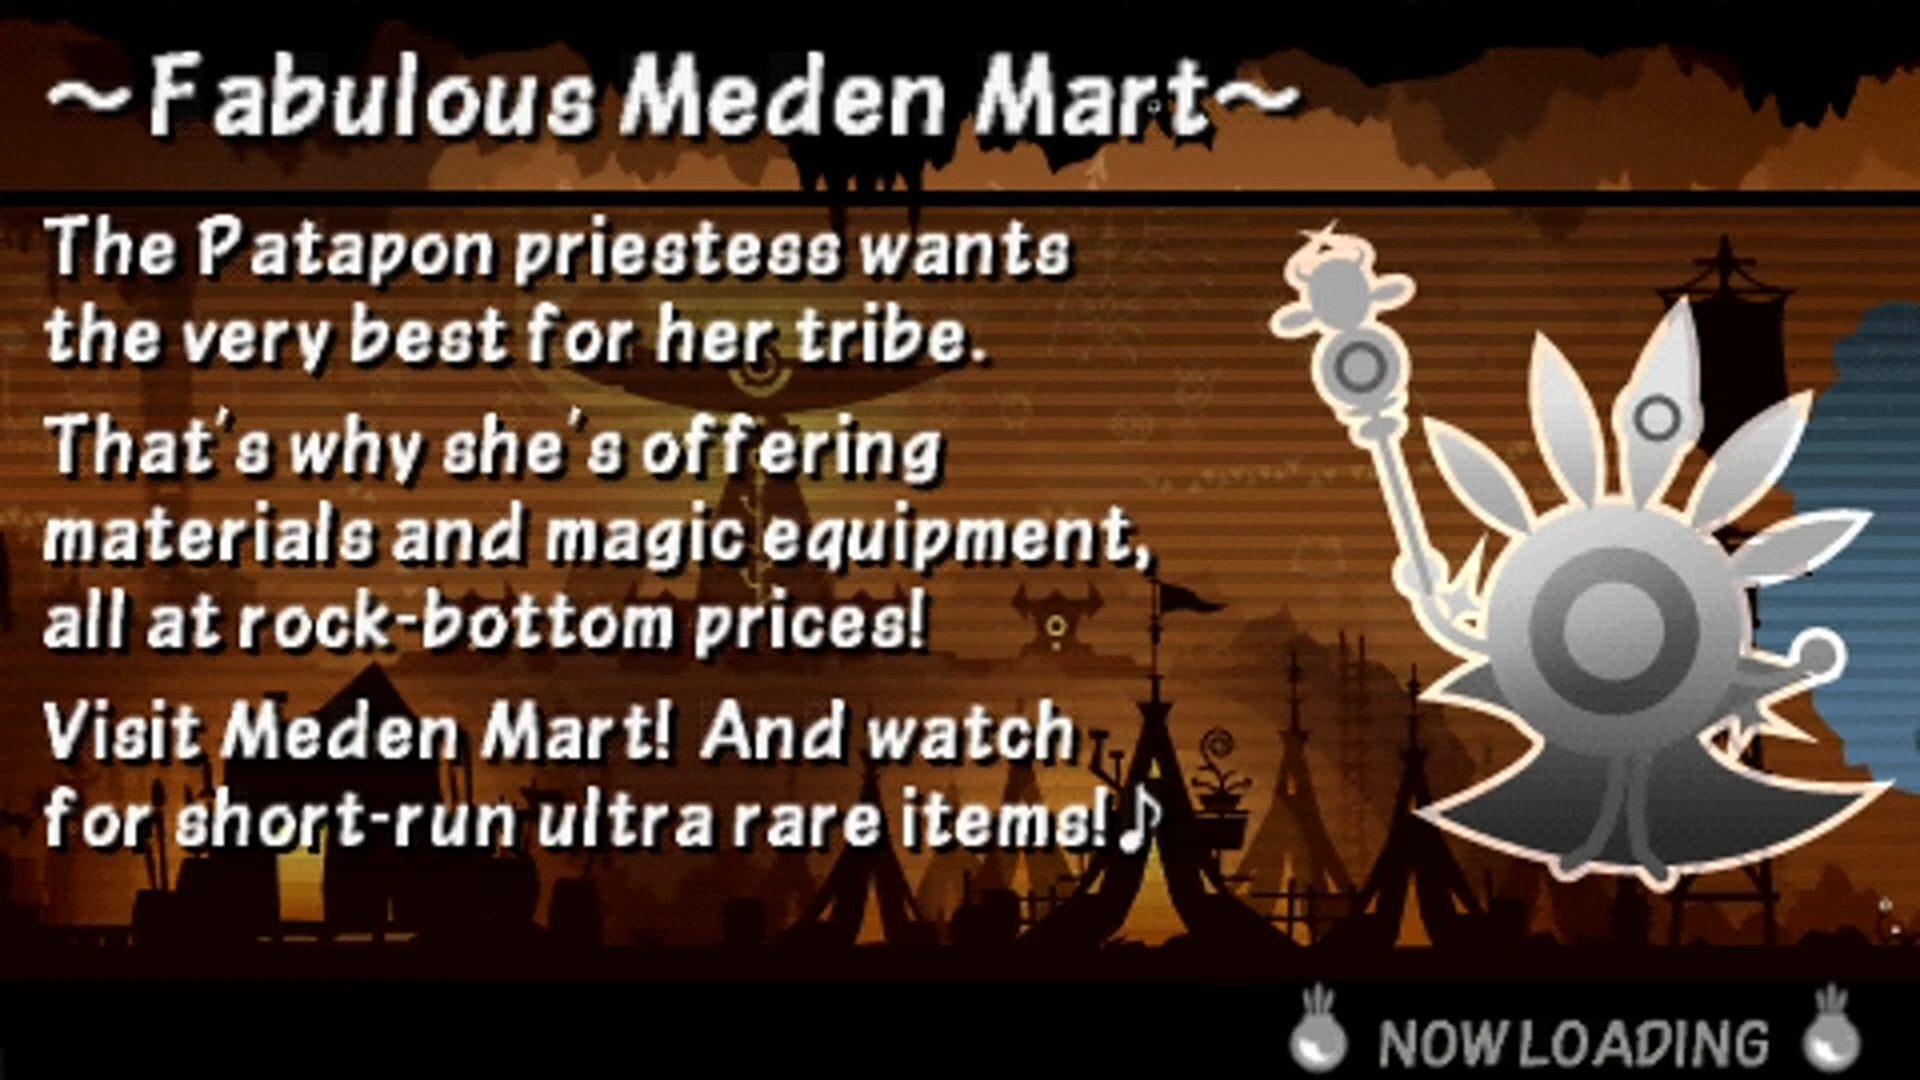 ～Fabulous Meden Mart～
The Patapon priestess wants
the very best for her tribe.
That's why she's offering
materials and magic equipment,
all at rock-bottom prices!
Visit Meden Mart! And watch
for short-run ultra rare items!♪
NOW LOADING